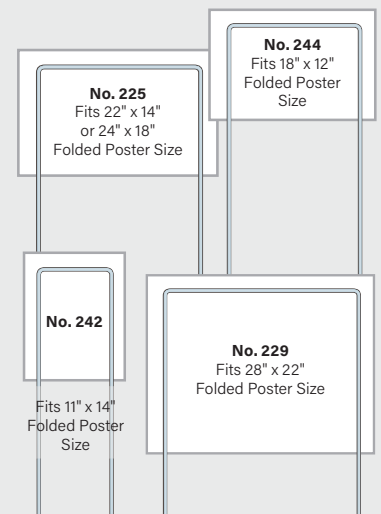 No. 225
Fits 22" x 14"
or 24" x 18"
Folded Poster Size
No. 244
Fits 18" x 12"
Folded Poster
Size
No. 242
Fits 11" x 14"
Folded Poster
Size
No. 229
Fits 28" x 22"
Folded Poster Size